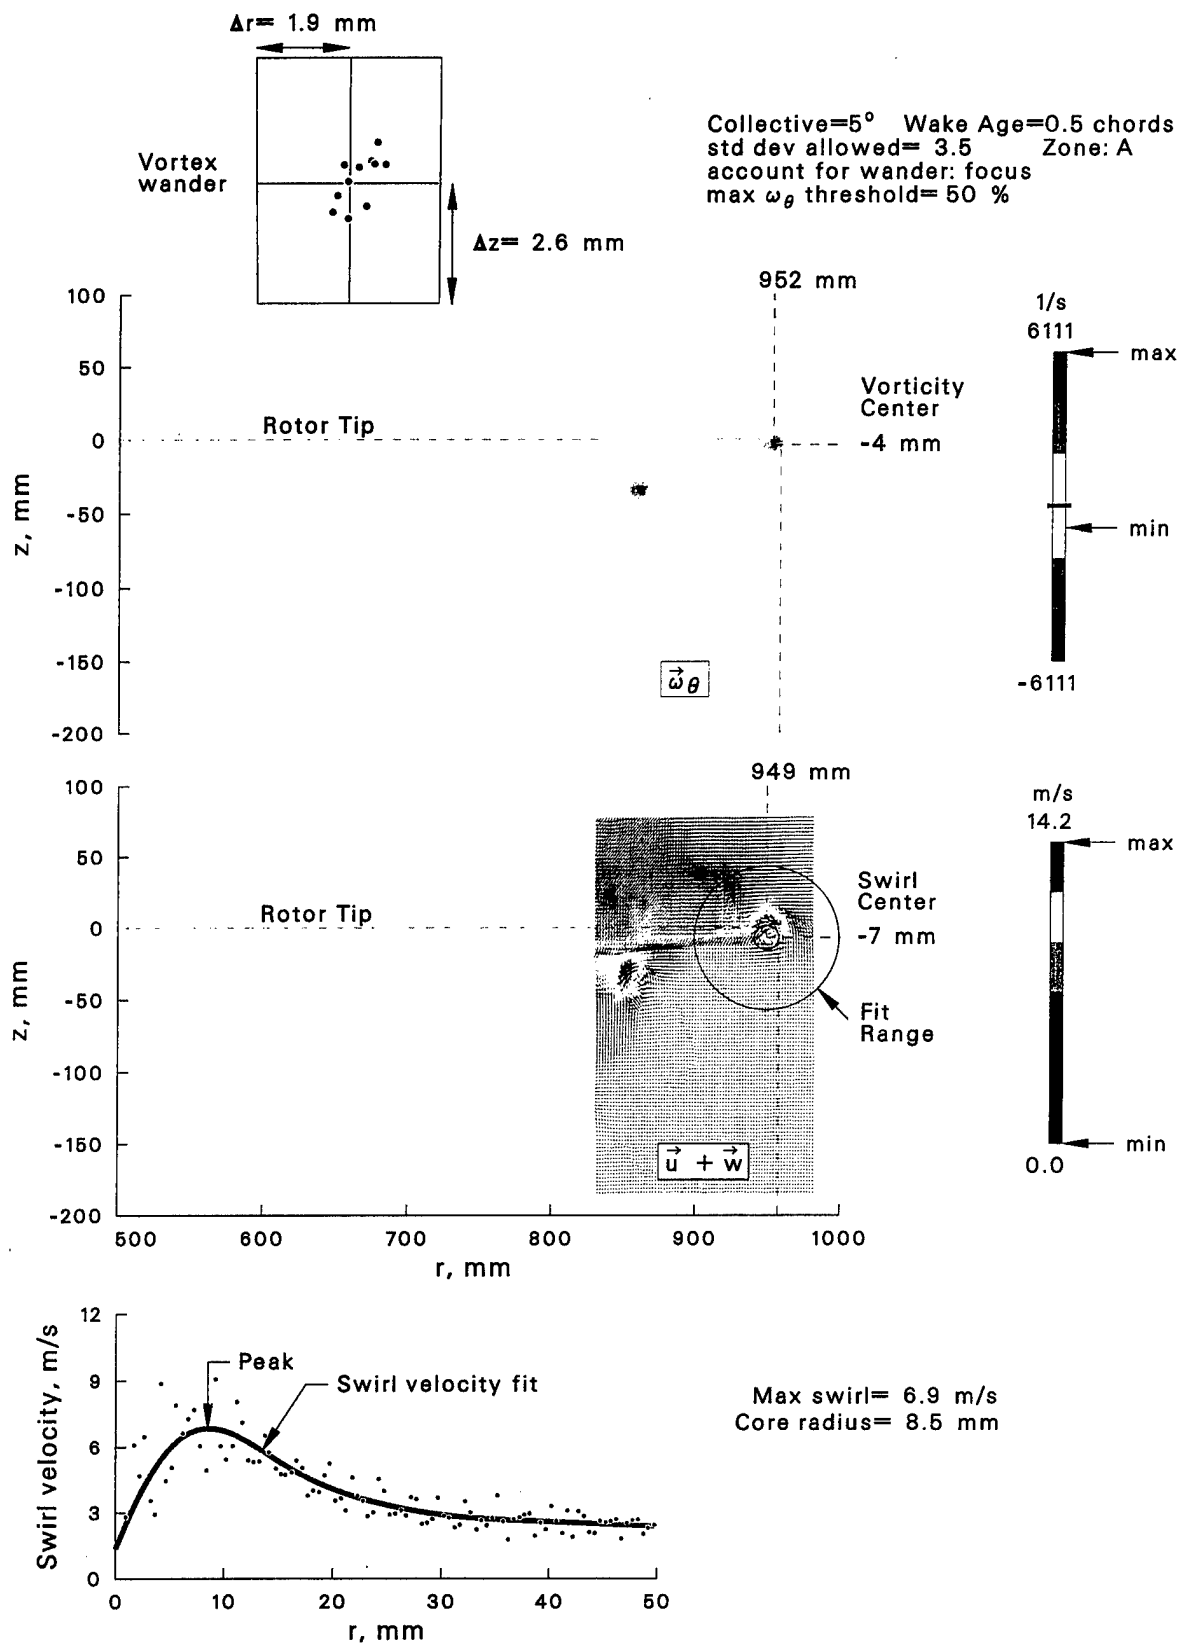 Δr= 1.9 mm
Vortex
wander
Δz= 2.6 mm
Collective=5° Wake Age=0.5 chords
std dev allowed= 3.5 Zone: A
account for wander: focus
max ωθ threshold= 50 %
952 mm
100
50
0
-50
-100
-150
-200
z, mm
Rotor Tip
Vorticity
Center
-4 mm
ωθ
1/s
6111
max
min
-6111
949 mm
100
50
0
-50
-100
-150
-200
z, mm
Rotor Tip
Swirl
Center
-7 mm
Fit
Range
u + w
m/s
14.2
max
min
0.0
500 600 700 800 900 1000
r, mm
12
9
6
3
0
Swirl velocity, m/s
Peak
Swirl velocity fit
Max swirl= 6.9 m/s
Core radius= 8.5 mm
0 10 20 30 40 50
r, mm